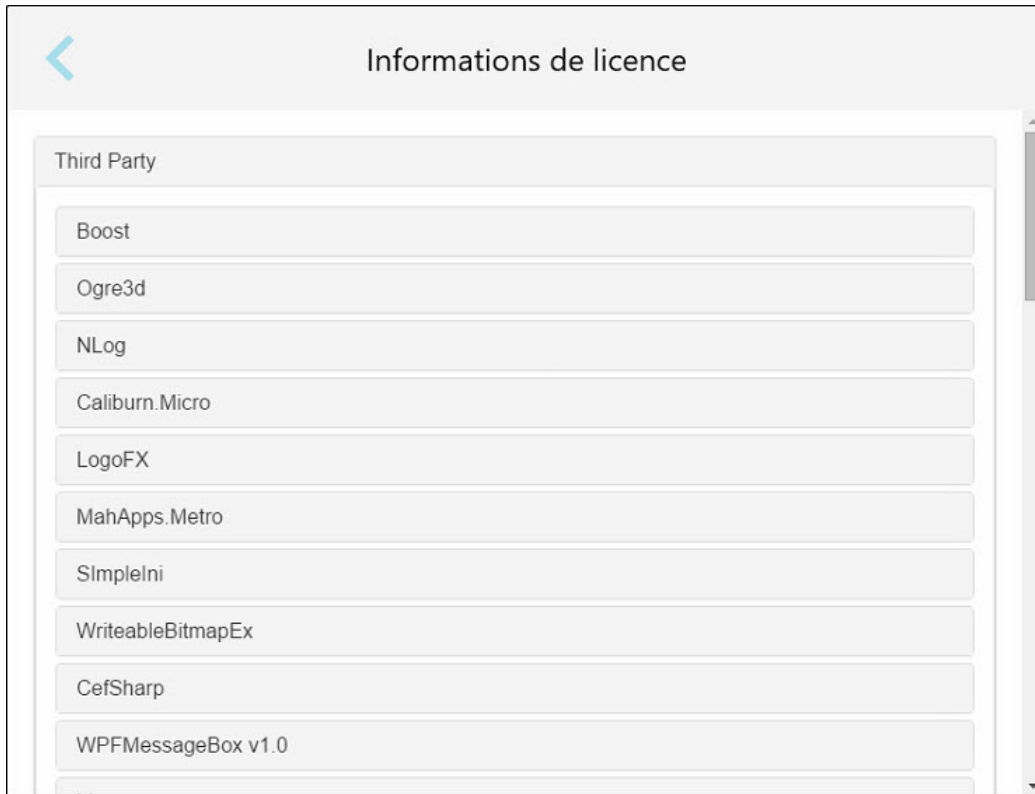 Informations de licence
Third Party
Boost
Ogre3d
NLog
Caliburn.Micro
LogoFX
MahApps.Metro
SImpleIni
WriteableBitmapEx
CefSharp
WPFMessageBox v1.0